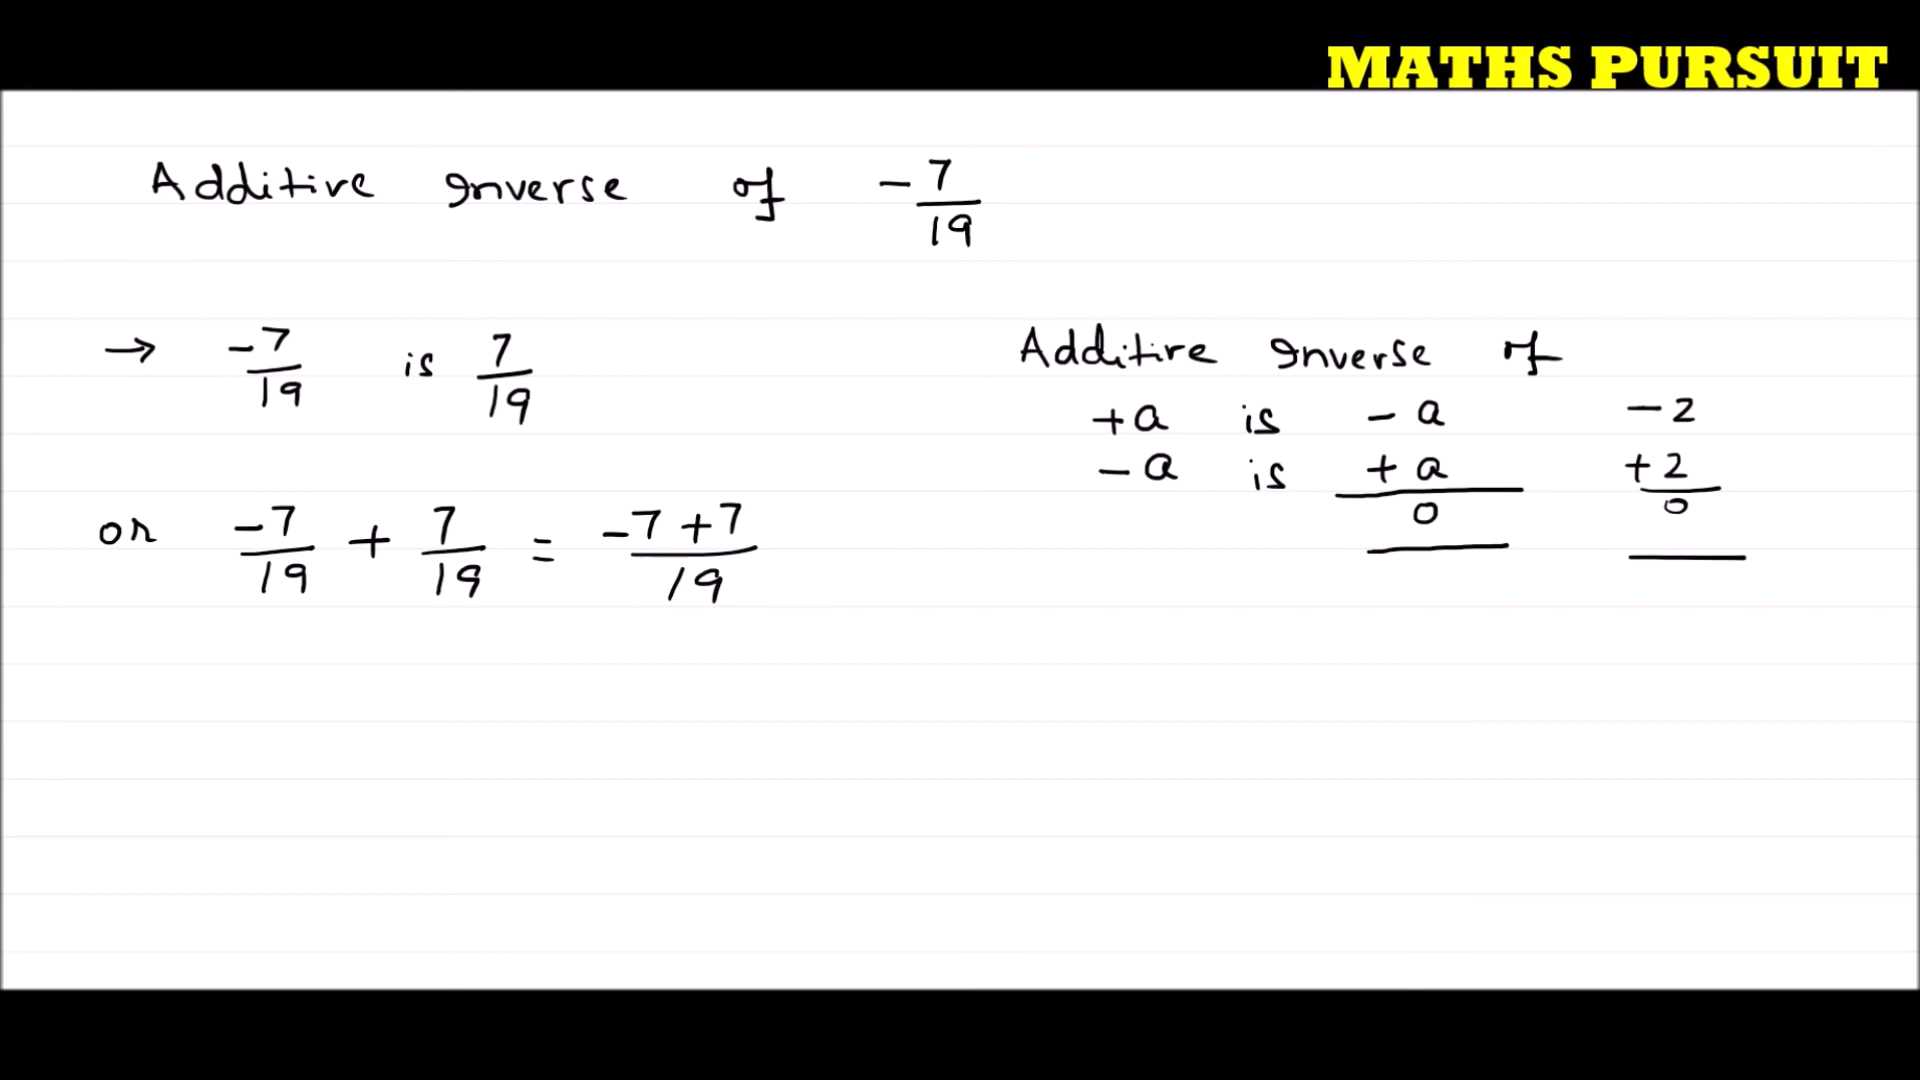 MATHS PURSUIT
Additive Inverse of -7/19
→ -7/19 is 7/19
or -7/19 + 7/19 = -7+7/19
Additive Inverse of
+a is -a
-a is +a
0
-2
+2
0